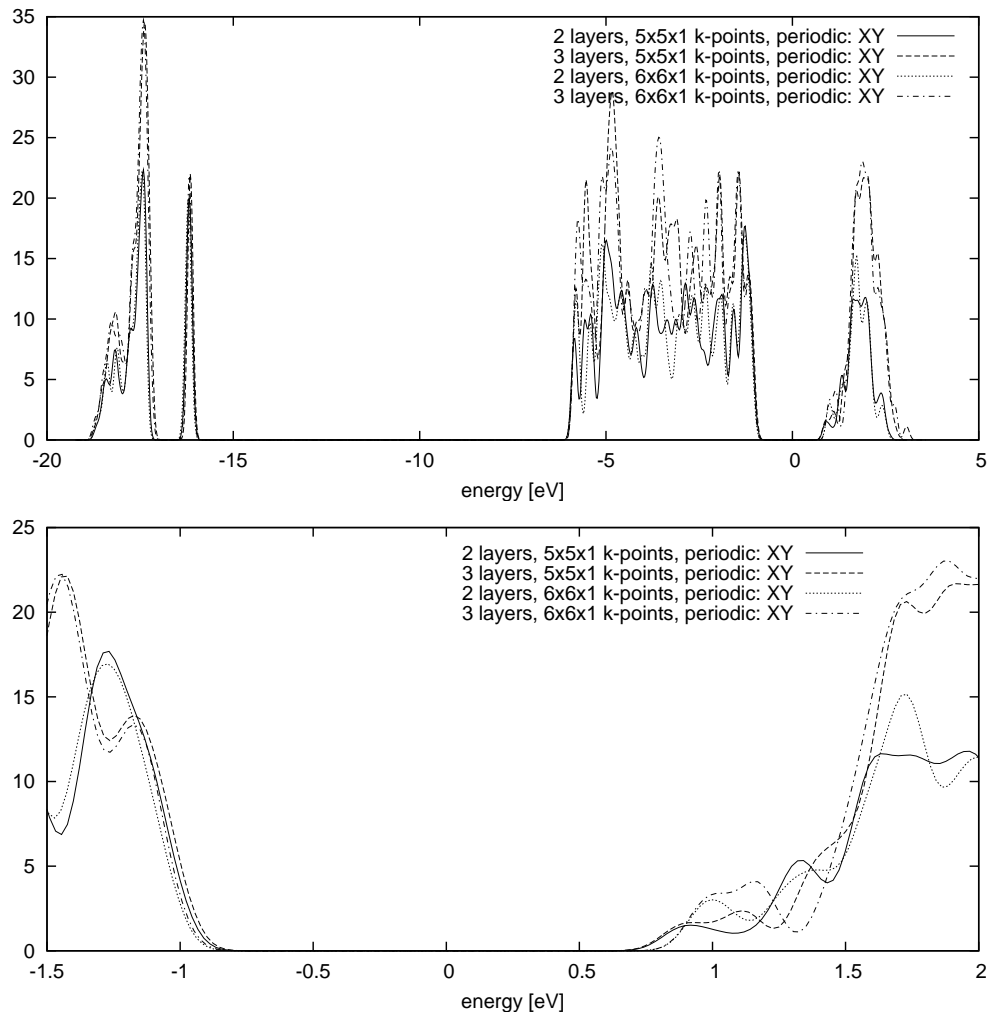 35
30
25
20
15
10
5
0
2 layers, 5x5x1 k-points, periodic: XY
3 layers, 5x5x1 k-points, periodic: XY
2 layers, 6x6x1 k-points, periodic: XY
3 layers, 6x6x1 k-points, periodic: XY
-20 -15 -10 -5 0 5
energy [eV]
25
20
15
10
5
0
2 layers, 5x5x1 k-points, periodic: XY
3 layers, 5x5x1 k-points, periodic: XY
2 layers, 6x6x1 k-points, periodic: XY
3 layers, 6x6x1 k-points, periodic: XY
-1.5 -1 -0.5 0 0.5 1 1.5 2
energy [eV]